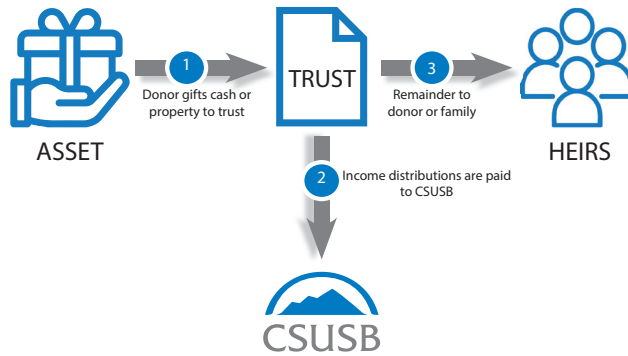 1
Donor gifts cash or
property to trust
ASSET
TRUST
3
Remainder to
donor or family
HEIRS
2
Income distributions are paid
to CSUSB
CSUSB